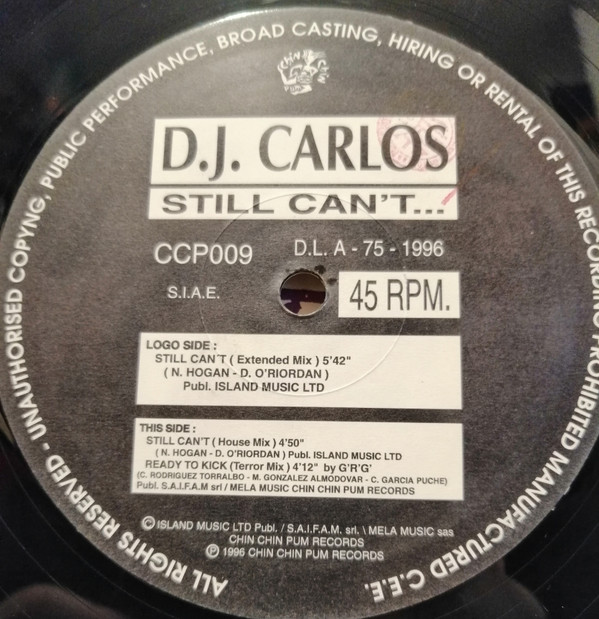 ALL RIGHTS RESERVED - UNAUTHORISED COPYNG, PUBLIC PERFORMANCE, BROAD CASTING, HIRING OR RENTAL OF THIS RECORDING PROHIBITED MANUFACTURED C.E.E.
Chin Chin Pum
D.J. CARLOS
STILL CAN'T...
CCP009 D.L. A - 75 - 1996
S.I.A.E. 45 RPM.
LOGO SIDE :
STILL CAN'T ( Extended Mix ) 5'42"
( N. HOGAN - D. O'RIORDAN )
Publ. ISLAND MUSIC LTD
THIS SIDE :
STILL CAN'T ( House Mix ) 4'50"
( N. HOGAN - D. O'RIORDAN ) Publ. ISLAND MUSIC LTD
READY TO KICK (Terror Mix ) 4'12" by G'R'G'
(C. RODRIGUEZ TORRALBO - M. GONZALEZ ALMODOVAR - C. GARCIA PUCHE)
Publ. S.A.I.F.A.M srl / MELA MUSIC CHIN CHIN PUM RECORDS
© ISLAND MUSIC LTD Publ. / S.A.I.F.A.M. srl. \ MELA MUSIC sas
CHIN CHIN PUM RECORDS
℗ 1996 CHIN CHIN PUM RECORDS